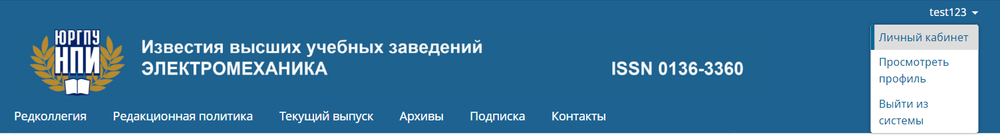 test123
Личный кабинет
Просмотреть
профиль
Выйти из
системы
ЮРГПУ
НПИ
Известия высших учебных заведений
ЭЛЕКТРОМЕХАНИКА
ISSN 0136-3360
Редколлегия Редакционная политика Текущий выпуск Архивы Подписка Контакты